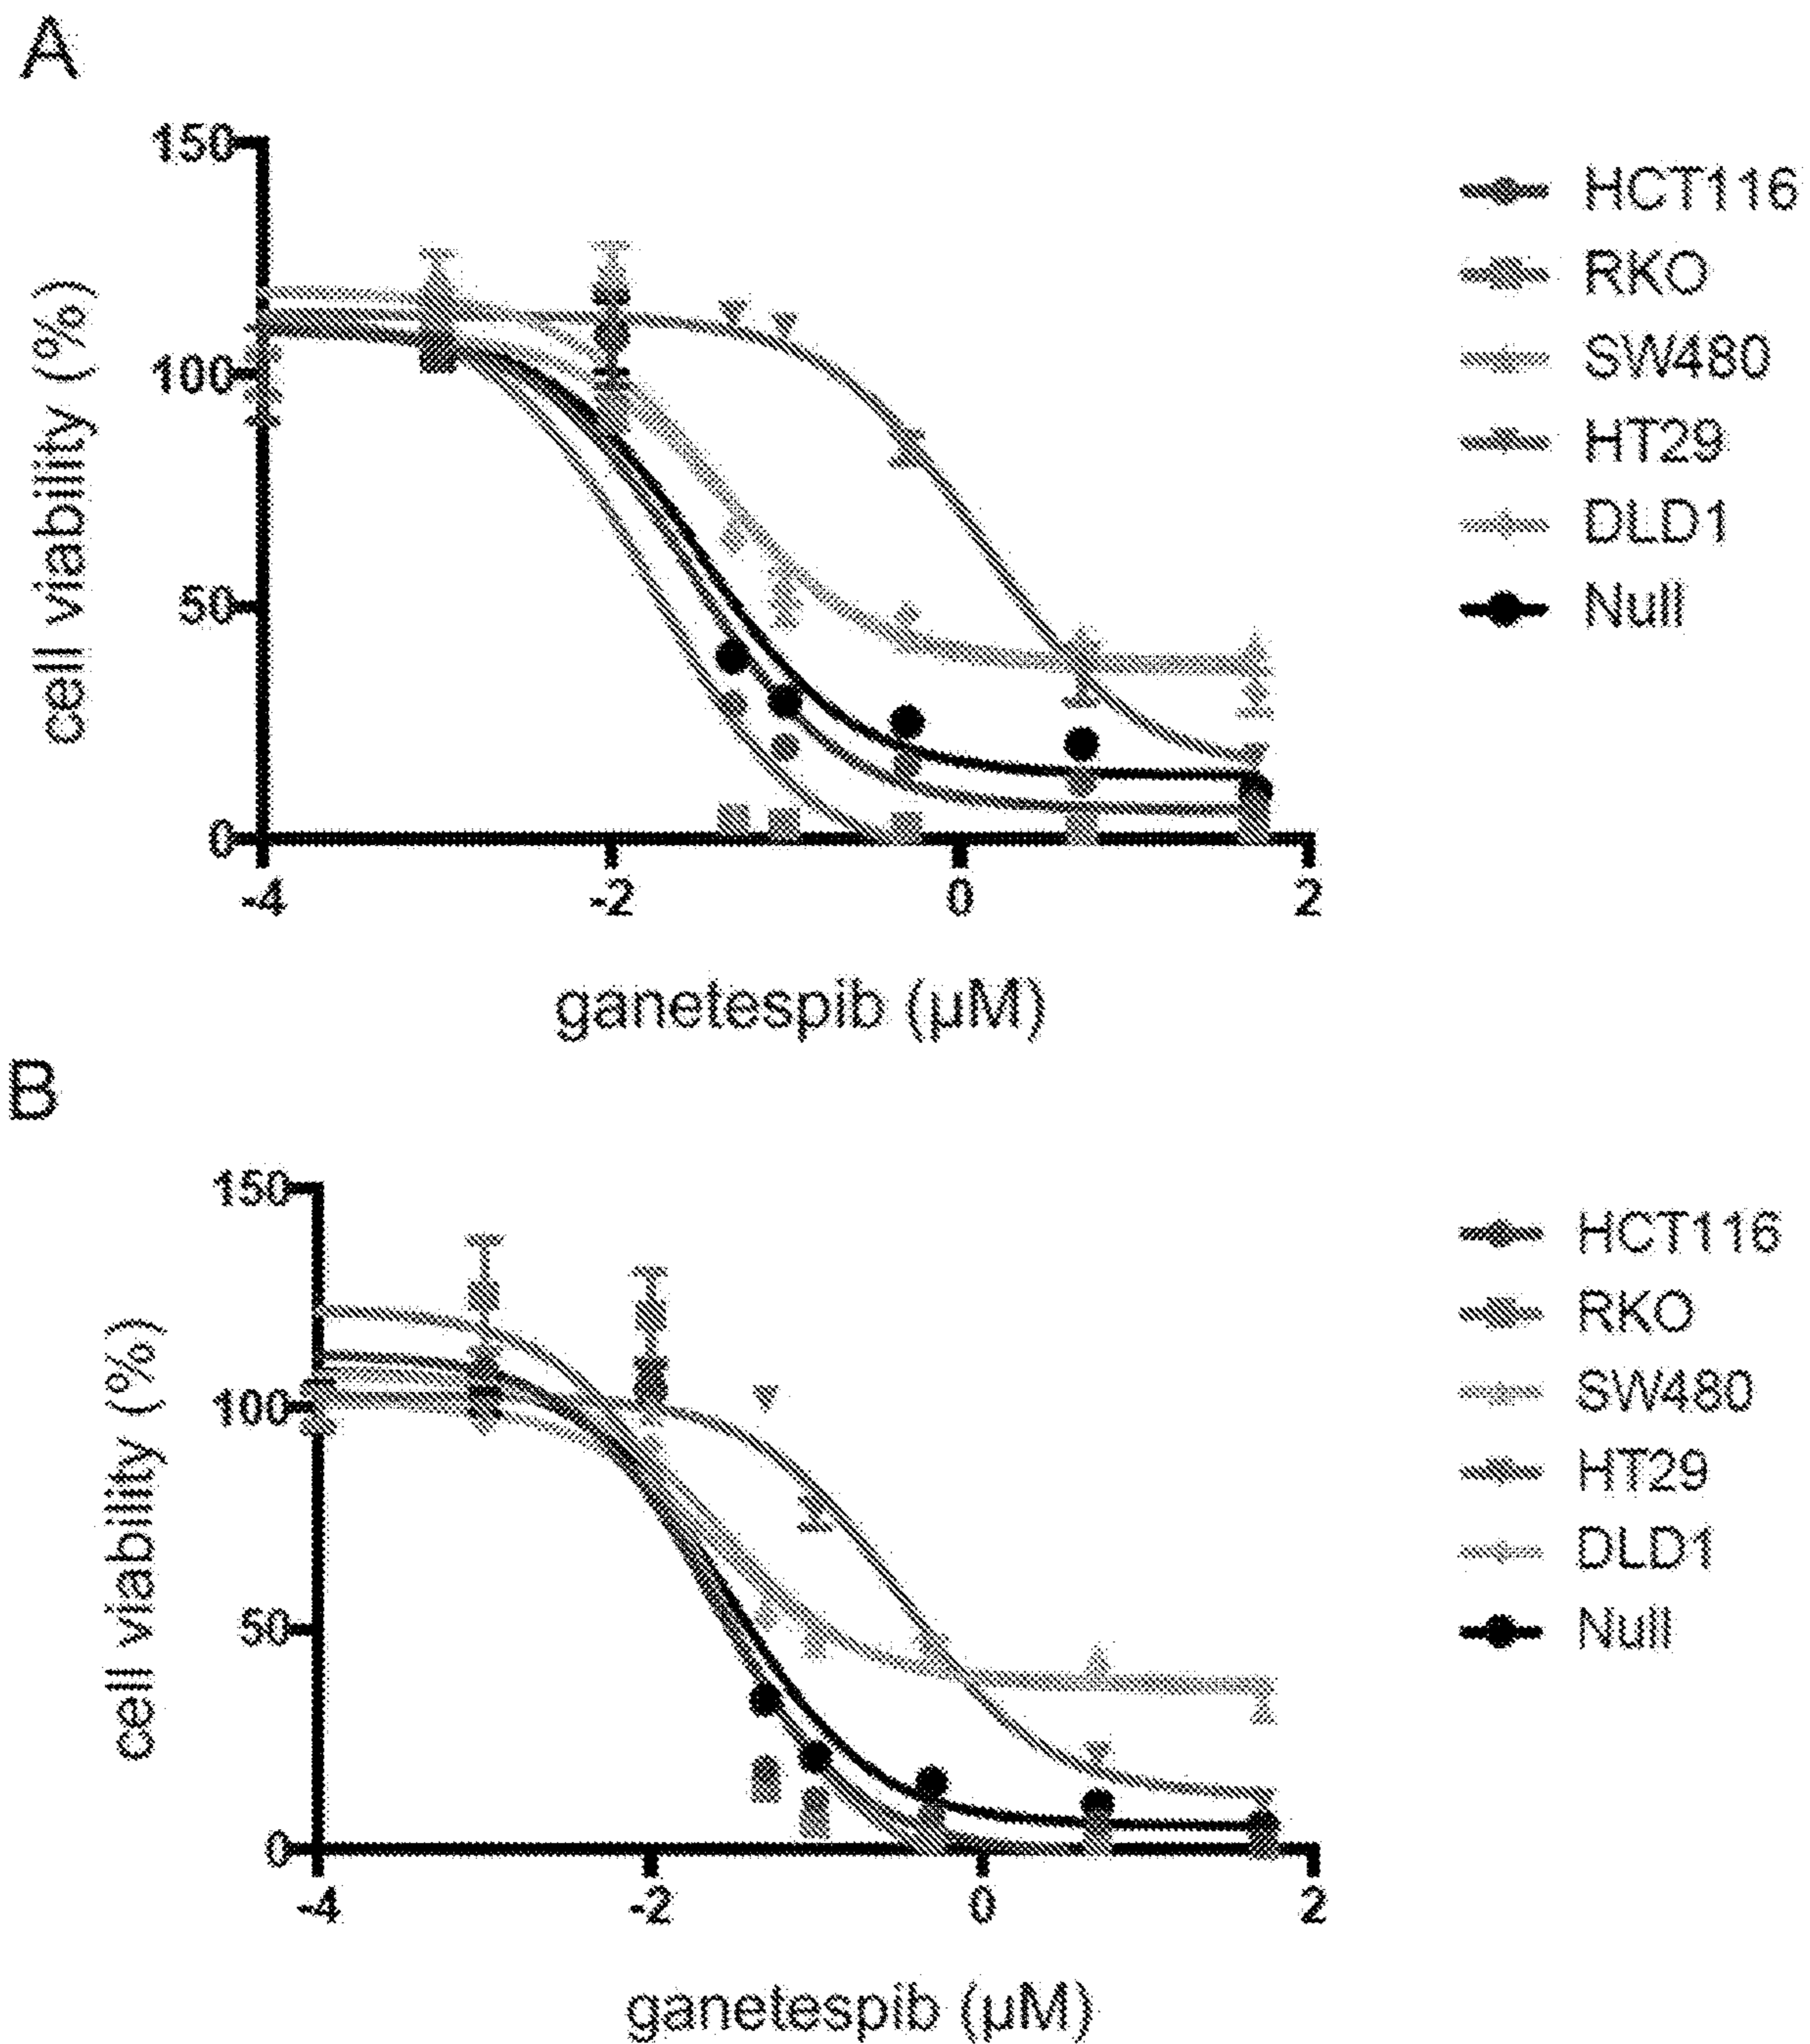 A
150
100
50
0
-4
-2
0
2
cell viability (%)
ganetespib (µM)
HCT116
RKO
SW480
HT29
DLD1
Null
B
150
100
50
0
-4
-2
0
2
cell viability (%)
ganetespib (µM)
HCT116
RKO
SW480
HT29
DLD1
Null